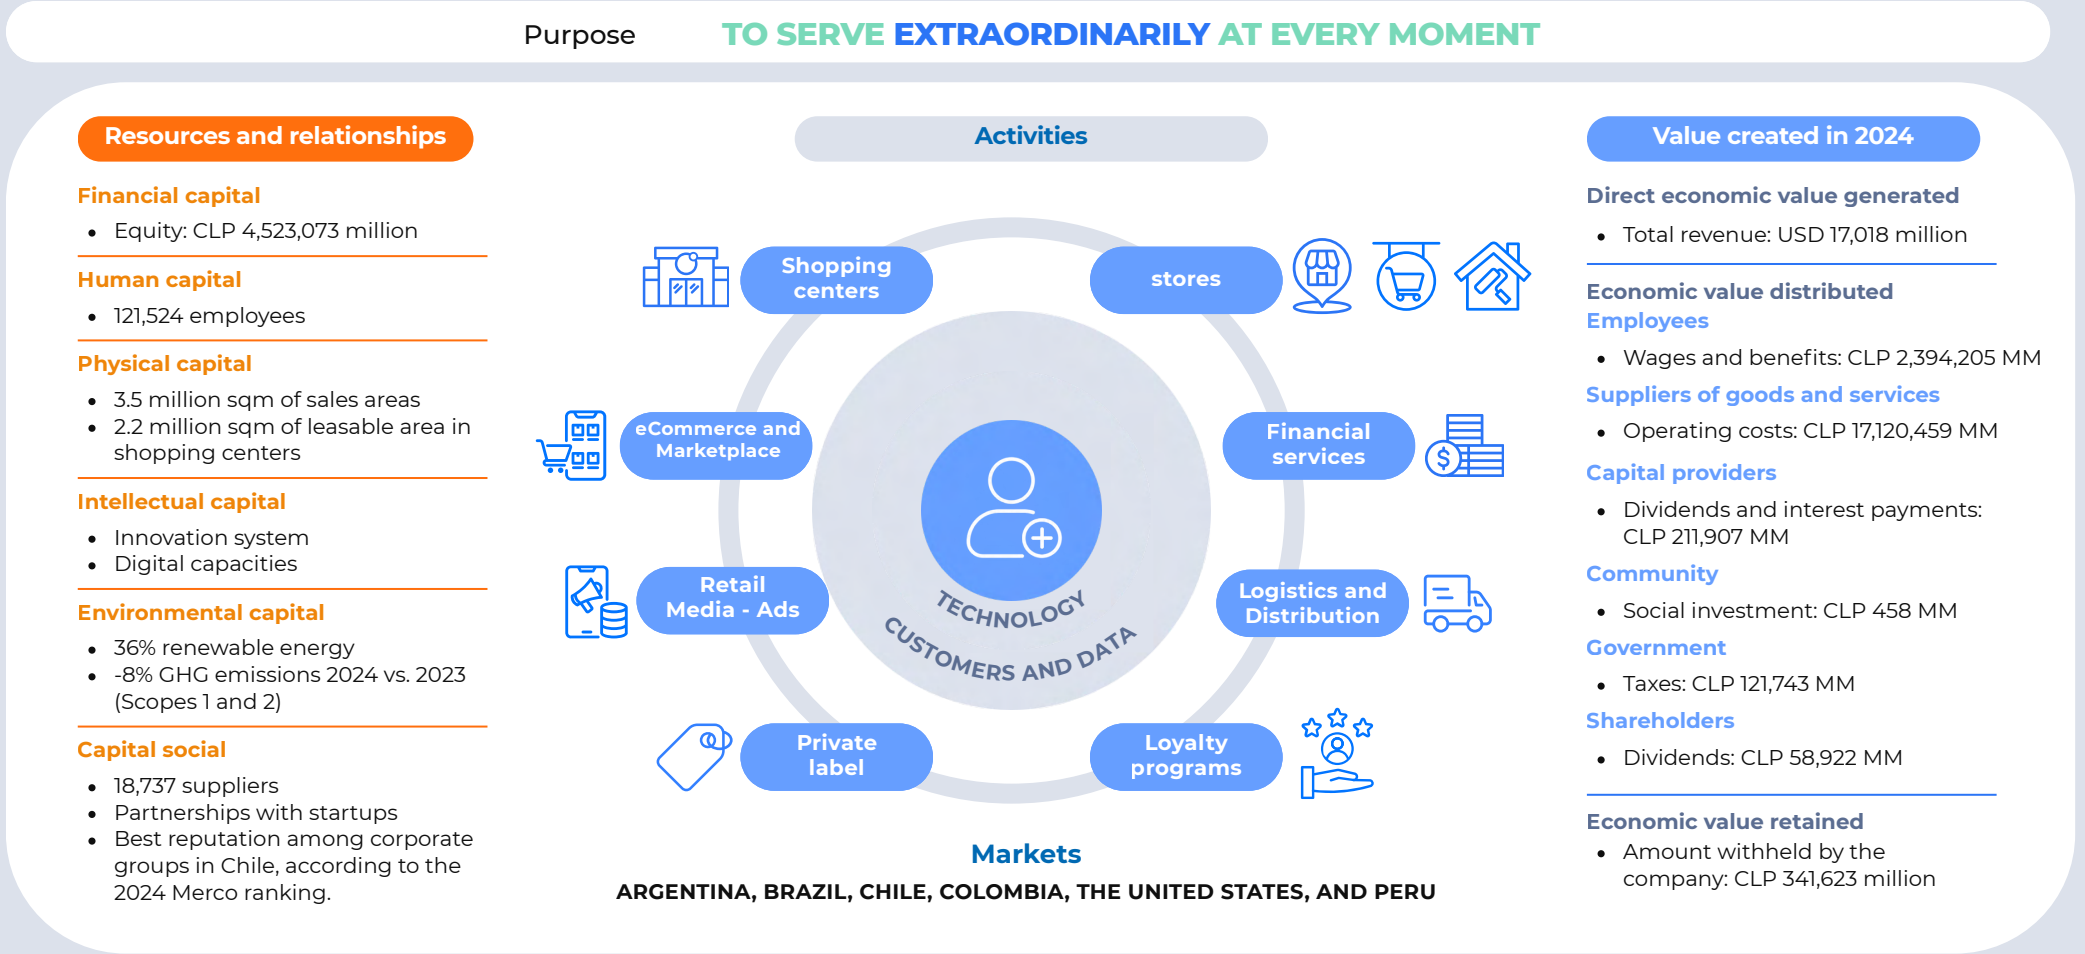 Purpose
TO SERVE EXTRAORDINARILY AT EVERY MOMENT
Resources and relationships
Financial capital
• Equity: CLP 4,523,073 million
Human capital
• 121,524 employees
Physical capital
• 3.5 million sqm of sales areas
• 2.2 million sqm of leasable area in
shopping centers
Intellectual capital
• Innovation system
• Digital capacities
Environmental capital
• 36% renewable energy
• -8% GHG emissions 2024 vs. 2023
(Scopes 1 and 2)
Capital social
• 18,737 suppliers
• Partnerships with startups
• Best reputation among corporate
groups in Chile, according to the
2024 Merco ranking.
Activities
Shopping
centers
stores
eCommerce and
Marketplace
Financial
services
Retail
Media - Ads
Logistics and
Distribution
Private
label
Loyalty
programs
TECHNOLOGY
CUSTOMERS AND DATA
Markets
ARGENTINA, BRAZIL, CHILE, COLOMBIA, THE UNITED STATES, AND PERU
Value created in 2024
Direct economic value generated
• Total revenue: USD 17,018 million
Economic value distributed
Employees
• Wages and benefits: CLP 2,394,205 MM
Suppliers of goods and services
• Operating costs: CLP 17,120,459 MM
Capital providers
• Dividends and interest payments:
CLP 211,907 MM
Community
• Social investment: CLP 458 MM
Government
• Taxes: CLP 121,743 MM
Shareholders
• Dividends: CLP 58,922 MM
Economic value retained
• Amount withheld by the
company: CLP 341,623 million